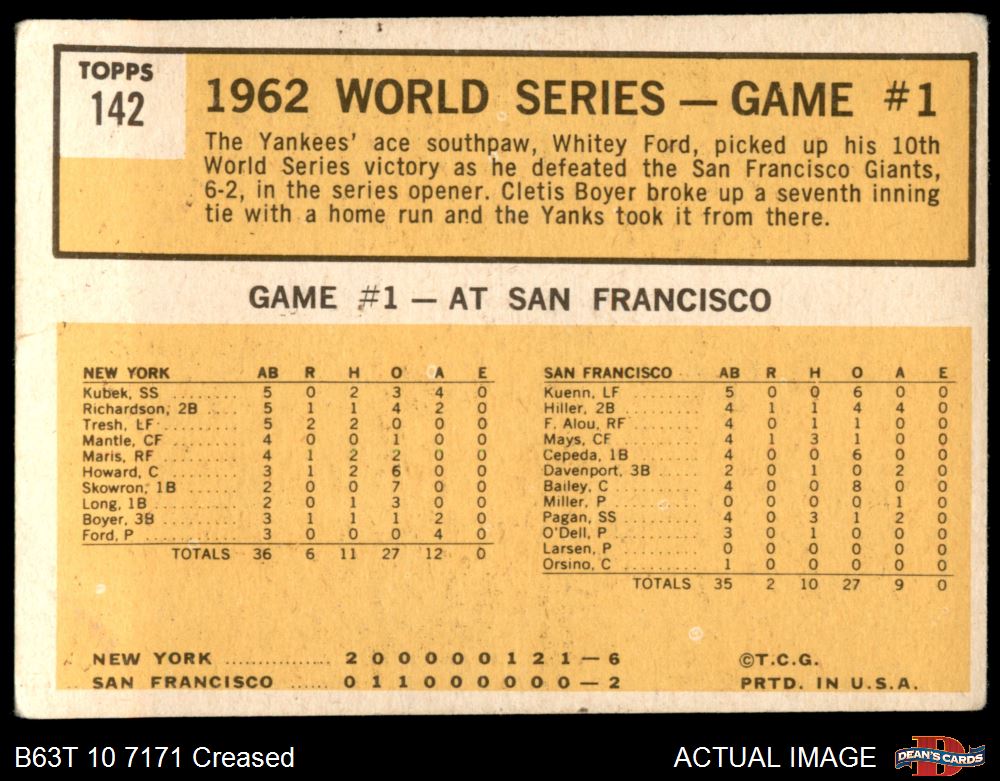 TOPPS
142
1962 WORLD SERIES — GAME #1
The Yankees' ace southpaw, Whitey Ford, picked up his 10th
World Series victory as he defeated the San Francisco Giants,
6-2, in the series opener. Cletis Boyer broke up a seventh inning
tie with a home run and the Yanks took it from there.
GAME #1 — AT SAN FRANCISCO
NEW YORK AB R H O A E
Kubek, SS ........ 5 0 2 3 4 0
Richardson, 2B .... 5 1 1 4 2 0
Tresh, LF ........ 5 2 2 0 0 0
Mantle, CF ........ 4 0 0 1 0 0
Maris, RF ........ 4 1 2 2 0 0
Howard, C ........ 3 1 2 6 0 0
Skowron, 1B ...... 2 0 0 7 0 0
Long, 1B ........ 2 0 1 3 0 0
Boyer, 3B ........ 3 1 1 1 2 0
Ford, P .......... 3 0 0 0 4 0
TOTALS 36 6 11 27 12 0
SAN FRANCISCO AB R H O A E
Kuenn, LF ........ 5 0 0 6 0 0
Hiller, 2B ........ 4 1 1 4 4 0
F. Alou, RF ...... 4 0 1 1 0 0
Mays, CF ........ 4 1 3 1 0 0
Cepeda, 1B ...... 4 0 0 6 0 0
Davenport, 3B .... 2 0 1 0 2 0
Bailey, C ........ 4 0 0 8 0 0
Miller, P ........ 0 0 0 0 1 0
Pagan, SS ........ 4 0 3 1 2 0
O'Dell, P ........ 3 0 1 0 0 0
Larsen, P ........ 0 0 0 0 0 0
Orsino, C ........ 1 0 0 0 0 0
TOTALS 35 2 10 27 9 0
NEW YORK ................ 2 0 0 0 0 0 1 2 1 — 6
SAN FRANCISCO ...... 0 1 1 0 0 0 0 0 0 — 2
©T.C.G.
PRTD. IN U.S.A.
B63T 10 7171 Creased
ACTUAL IMAGE
D
DEAN'S CARDS